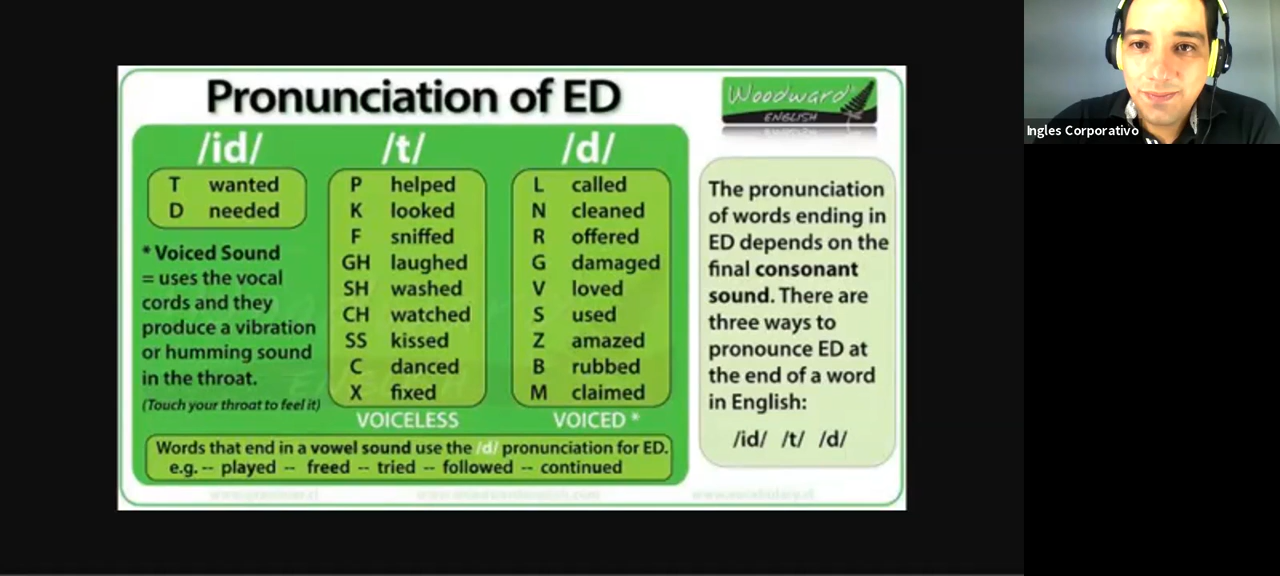 Pronunciation of ED
Woodward
ENGLISH
/id/
T wanted
D needed
* Voiced Sound
= uses the vocal
cords and they
produce a vibration
or humming sound
in the throat.
(Touch your throat to feel it)
/t/
P helped
K looked
F sniffed
GH laughed
SH washed
CH watched
SS kissed
C danced
X fixed
VOICELESS
/d/
L called
N cleaned
R offered
G damaged
V loved
S used
Z amazed
B rubbed
M claimed
VOICED *
Words that end in a vowel sound use the /d/ pronunciation for ED.
e.g. -- played -- freed -- tried -- followed -- continued
The pronunciation
of words ending in
ED depends on the
final consonant
sound. There are
three ways to
pronounce ED at
the end of a word
in English:
/id/ /t/ /d/
Ingles Corporativo